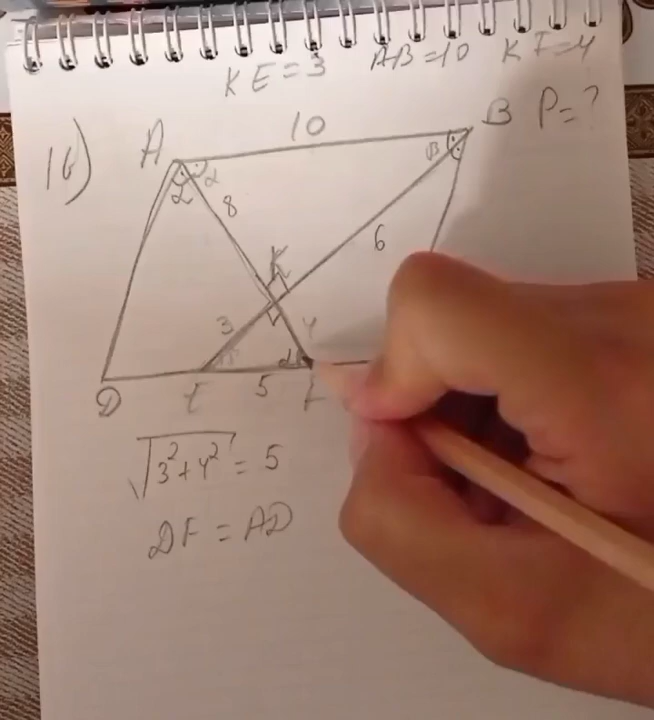 KE=3 AB=10 KF=4
16) A 10 B P=?
β
α α 8
6
K
3 4
α
D E 5 F
√3²+4² = 5
DF = AD